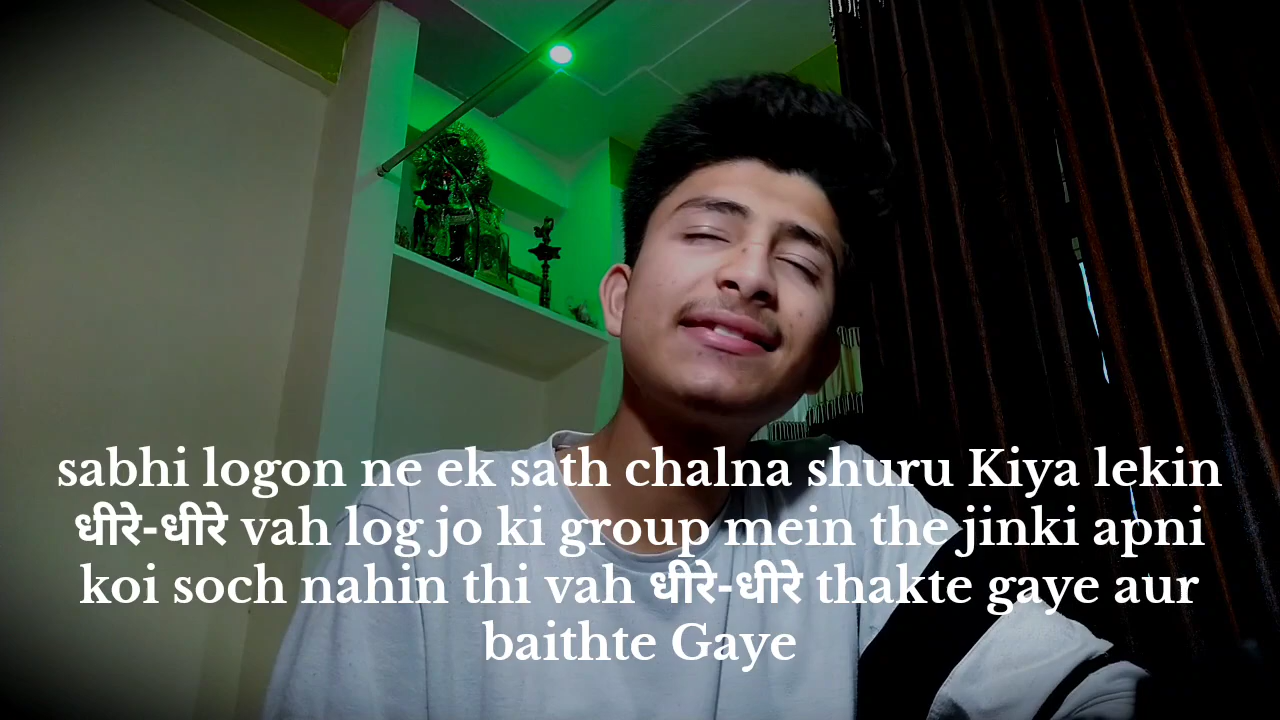 sabhi logon ne ek sath chalna shuru Kiya lekin
धीरे-धीरे vah log jo ki group mein the jinki apni
koi soch nahin thi vah धीरे-धीरे thakte gaye aur
baithte Gaye